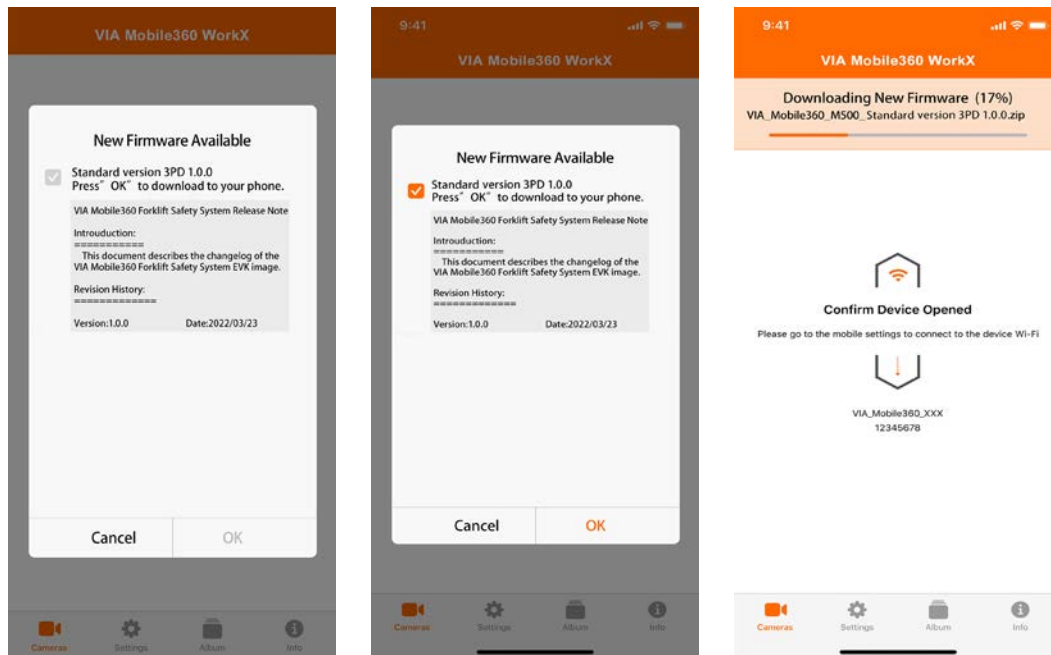 VIA Mobile360 WorkX
New Firmware Available
Standard version 3PD 1.0.0
Press" OK" to download to your phone.
VIA Mobile360 Forklift Safety System Release Note
Introuduction:
===========
This document describes the changelog of the
VIA Mobile360 Forklift Safety System EVK image.
Revision History:
=============
Version:1.0.0 Date:2022/03/23
Cancel OK
Cameras Settings Album Info
9:41
VIA Mobile360 WorkX
New Firmware Available
Standard version 3PD 1.0.0
Press" OK" to download to your phone.
VIA Mobile360 Forklift Safety System Release Note
Introuduction:
===========
This document describes the changelog of the
VIA Mobile360 Forklift Safety System EVK image.
Revision History:
=============
Version:1.0.0 Date:2022/03/23
Cancel OK
Cameras Settings Album Info
9:41
VIA Mobile360 WorkX
Downloading New Firmware (17%)
VIA_Mobile360_M500_Standard version 3PD 1.0.0.zip
Confirm Device Opened
Please go to the mobile settings to connect to the device Wi-Fi
VIA_Mobile360_XXX
12345678
Cameras Settings Album Info